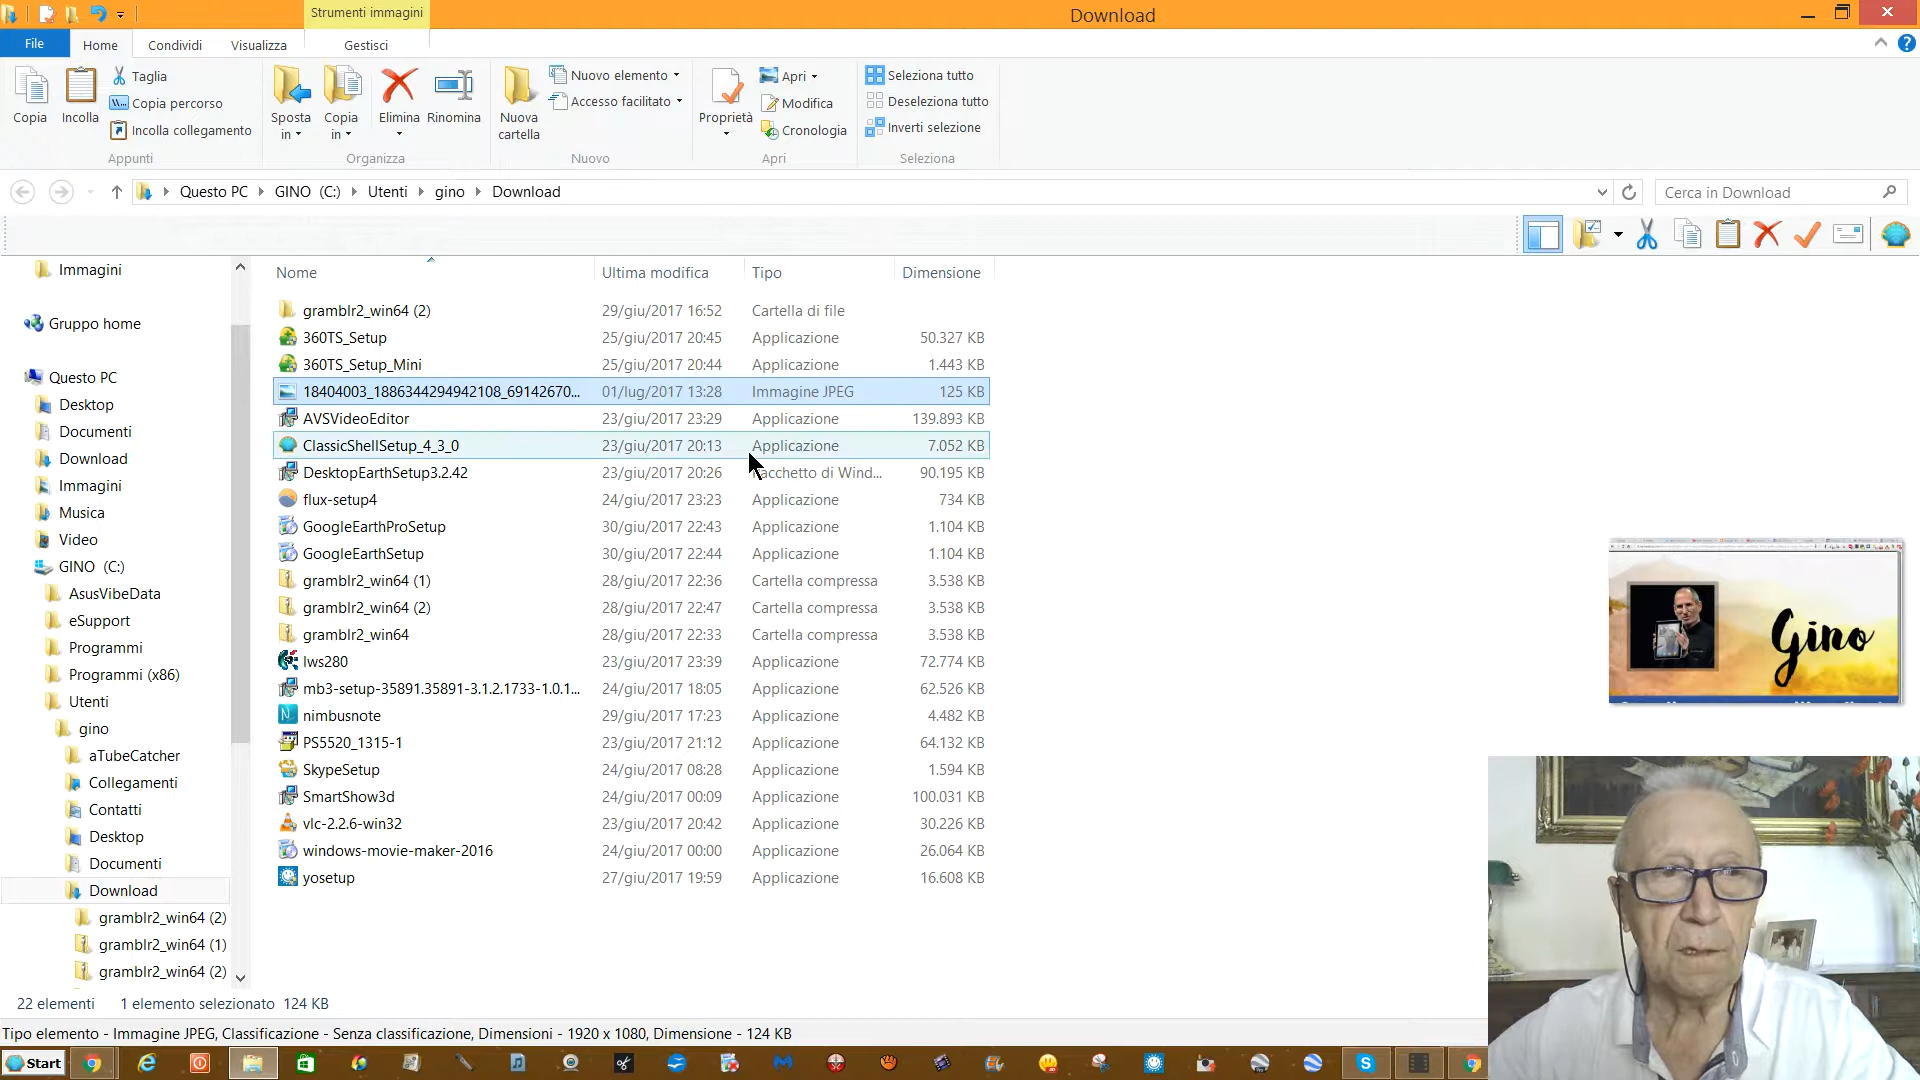 Strumenti immagini
Download
File
Home
Condividi
Visualizza
Gestisci
Copia
Incolla
Taglia
Copia percorso
Incolla collegamento
Sposta in
Copia in
Elimina
Rinomina
Nuova cartella
Nuovo elemento
Accesso facilitato
Proprietà
Apri
Modifica
Cronologia
Seleziona tutto
Deseleziona tutto
Inverti selezione
Appunti
Organizza
Nuovo
Apri
Seleziona
Questo PC
GINO (C:)
Utenti
gino
Download
Cerca in Download
Immagini
Gruppo home
Questo PC
Desktop
Documenti
Download
Immagini
Musica
Video
GINO (C:)
AsusVibeData
eSupport
Programmi
Programmi (x86)
Utenti
gino
aTubeCatcher
Collegamenti
Contatti
Desktop
Documenti
Download
gramblr2_win64 (2)
gramblr2_win64 (1)
gramblr2_win64 (2)
Nome Ultima modifica Tipo Dimensione
gramblr2_win64 (2) 29/giu/2017 16:52 Cartella di file
360TS_Setup 25/giu/2017 20:45 Applicazione 50.327 KB
360TS_Setup_Mini 25/giu/2017 20:44 Applicazione 1.443 KB
18404003_1886344294942108_69142670... 01/lug/2017 13:28 Immagine JPEG 125 KB
AVSVideoEditor 23/giu/2017 23:29 Applicazione 139.893 KB
ClassicShellSetup_4_3_0 23/giu/2017 20:13 Applicazione 7.052 KB
DesktopEarthSetup3.2.42 23/giu/2017 20:26 acchetto di Wind... 90.195 KB
flux-setup4 24/giu/2017 23:23 Applicazione 734 KB
GoogleEarthProSetup 30/giu/2017 22:43 Applicazione 1.104 KB
GoogleEarthSetup 30/giu/2017 22:44 Applicazione 1.104 KB
gramblr2_win64 (1) 28/giu/2017 22:36 Cartella compressa 3.538 KB
gramblr2_win64 (2) 28/giu/2017 22:47 Cartella compressa 3.538 KB
gramblr2_win64 28/giu/2017 22:33 Cartella compressa 3.538 KB
lws280 23/giu/2017 23:39 Applicazione 72.774 KB
mb3-setup-35891.35891-3.1.2.1733-1.0.1... 24/giu/2017 18:05 Applicazione 62.526 KB
nimbusnote 29/giu/2017 17:23 Applicazione 4.482 KB
PS5520_1315-1 23/giu/2017 21:12 Applicazione 64.132 KB
SkypeSetup 24/giu/2017 08:28 Applicazione 1.594 KB
SmartShow3d 24/giu/2017 00:09 Applicazione 100.031 KB
vlc-2.2.6-win32 23/giu/2017 20:42 Applicazione 30.226 KB
windows-movie-maker-2016 24/giu/2017 00:00 Applicazione 26.064 KB
yosetup 27/giu/2017 19:59 Applicazione 16.608 KB
Gino
22 elementi 1 elemento selezionato 124 KB
Tipo elemento - Immagine JPEG, Classificazione - Senza classificazione, Dimensioni - 1920 x 1080, Dimensione - 124 KB
Start